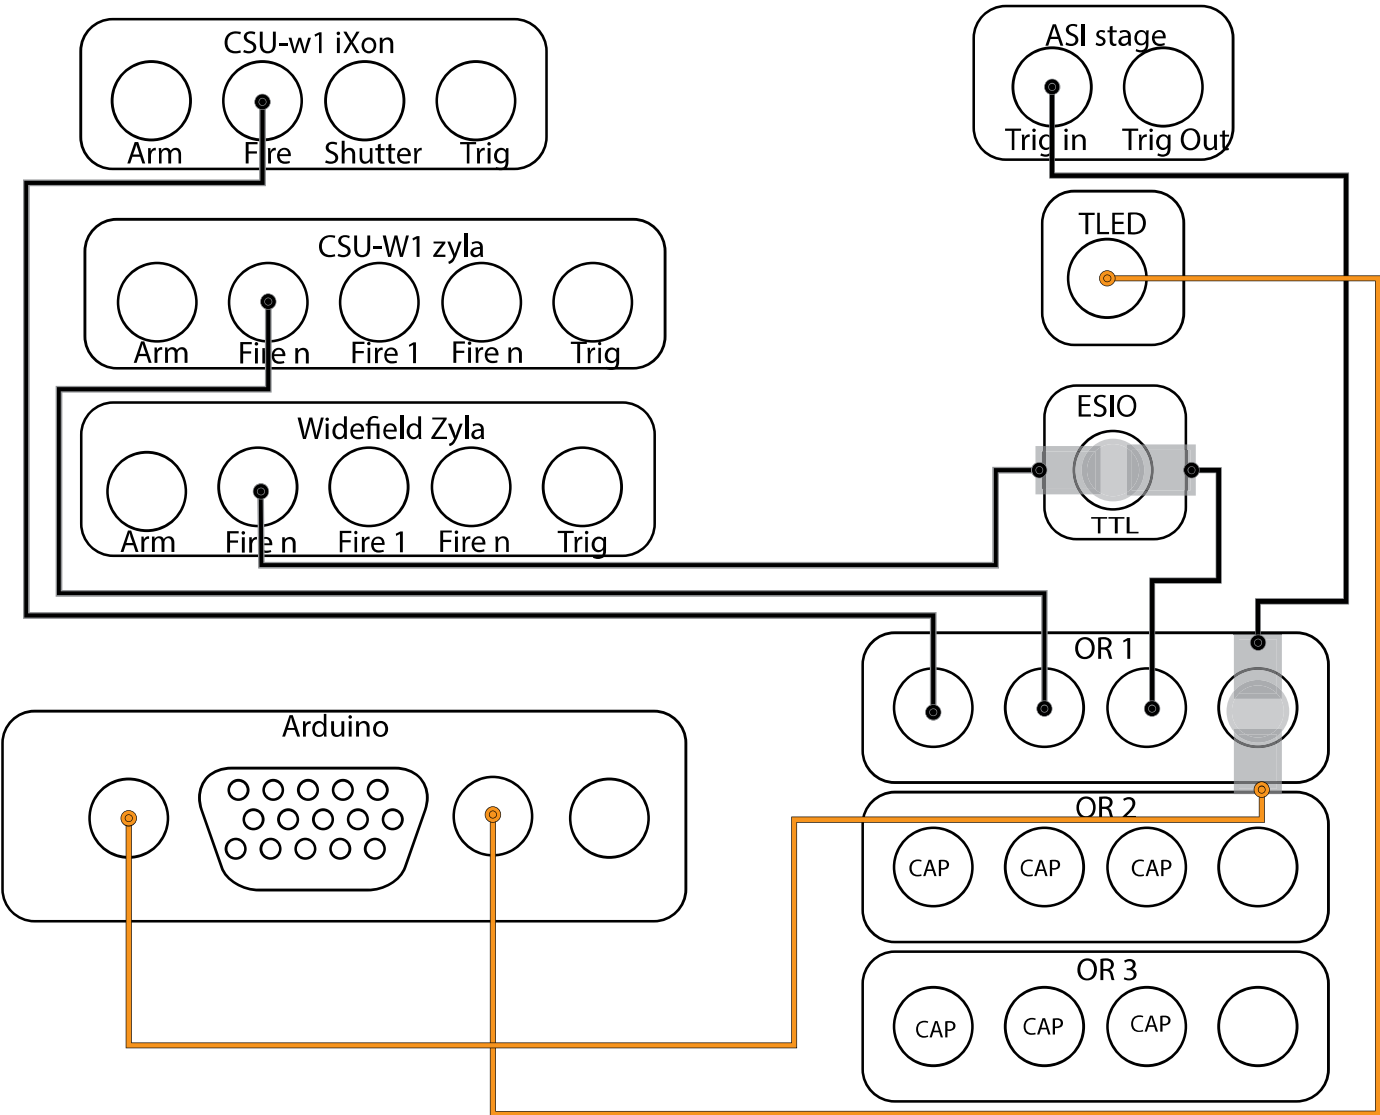 CSU-w1 iXon
Arm Fire Shutter Trig
ASI stage
Trig in Trig Out
CSU-W1 zyla
Arm Fire n Fire 1 Fire n Trig
TLED
Widefield Zyla
Arm Fire n Fire 1 Fire n Trig
ESIO
TTL
OR 1
Arduino
OR 2
CAP CAP CAP
OR 3
CAP CAP CAP